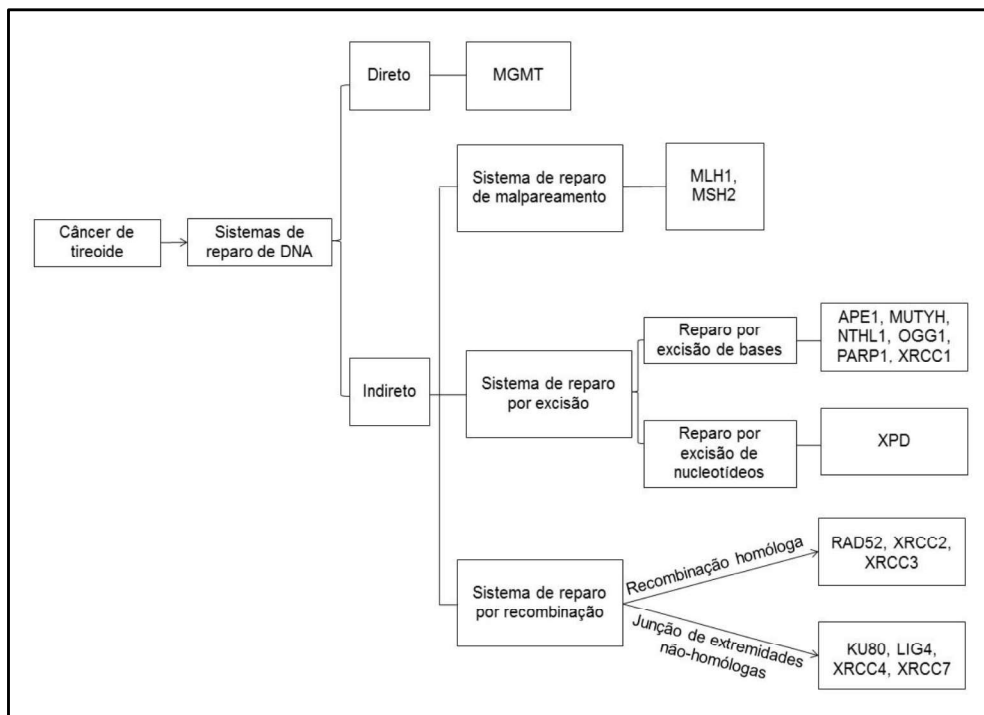 Direto
MGMT
Sistema de reparo
de malpareamento
MLH1,
MSH2
Câncer de
tireoide
Sistemas de
reparo de DNA
Indireto
Sistema de reparo
por excisão
Reparo por
excisão de bases
APE1, MUTYH,
NTHL1, OGG1,
PARP1, XRCC1
Reparo por
excisão de
nucleotídeos
XPD
Sistema de reparo
por recombinação
Recombinação homóloga
RAD52, XRCC2,
XRCC3
Junção de extremidades
não-homólogas
KU80, LIG4,
XRCC4, XRCC7